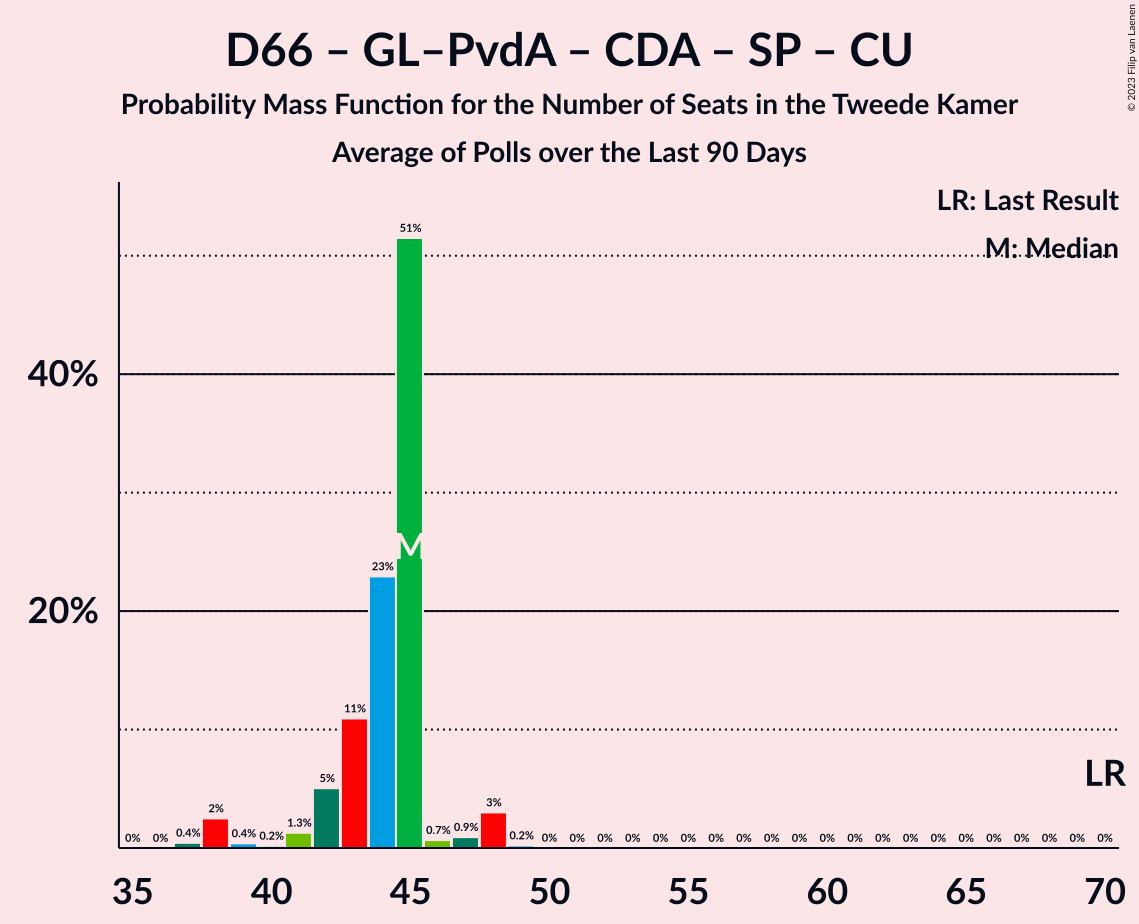 D66 – GL–PvdA – CDA – SP – CU
Probability Mass Function for the Number of Seats in the Tweede Kamer
Average of Polls over the Last 90 Days
© 2023 Filip van Laenen
LR: Last Result
M: Median
40%
20%
0% 0% 0.4% 2% 0.4% 0.2% 1.3% 5% 11% 23% 51% 0.7% 0.9% 3% 0.2% 0% 0% 0% 0% 0% 0% 0% 0% 0% 0% 0% 0% 0% 0% 0% 0% 0% 0% 0% 0% 0%
M
LR
35 40 45 50 55 60 65 70